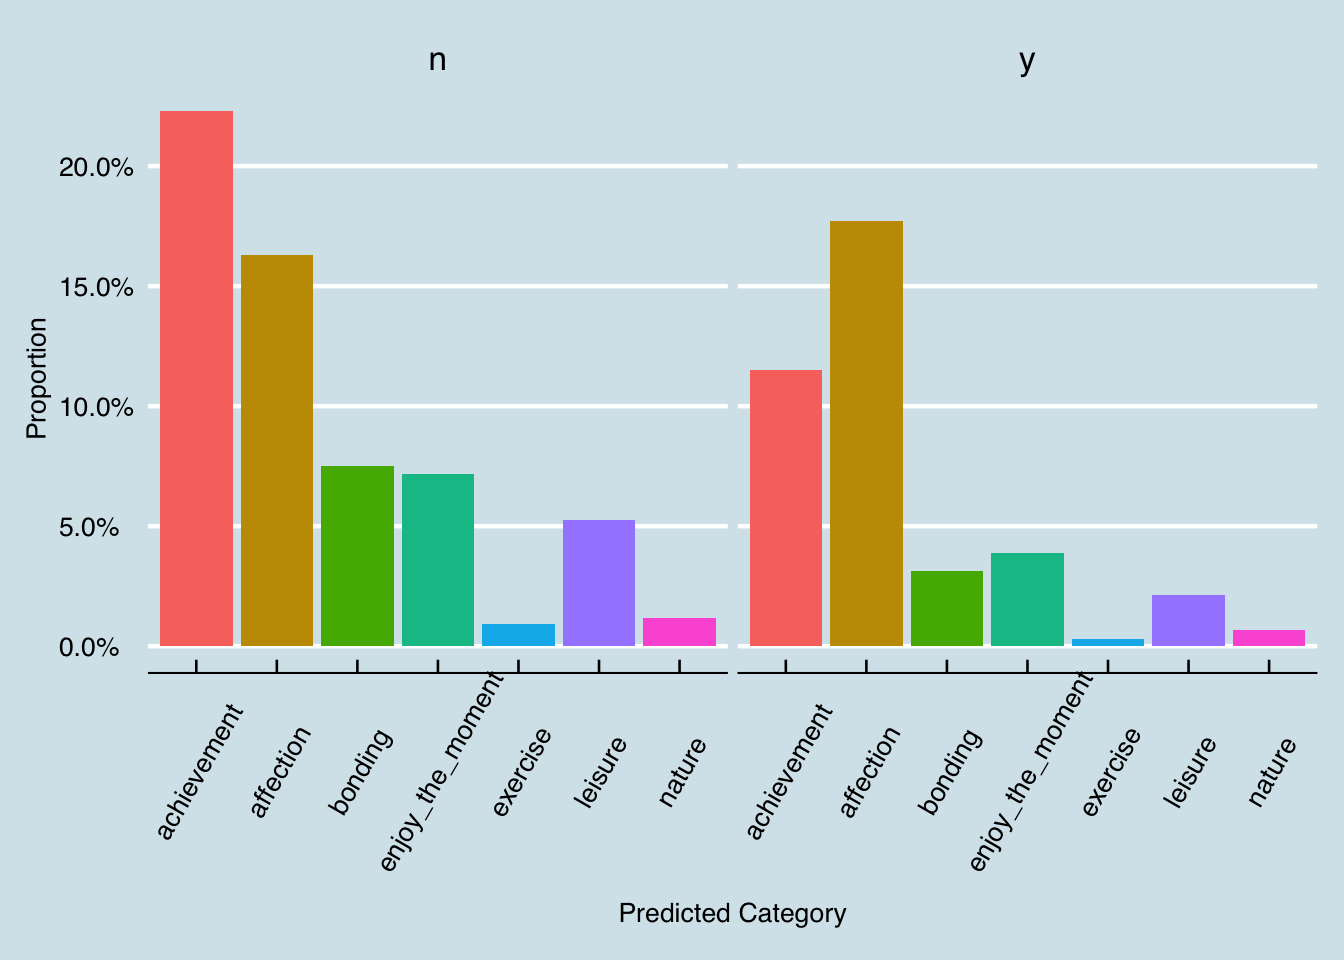 n
y
20.0%
15.0%
10.0%
5.0%
0.0%
Proportion
achievement
affection
bonding
enjoy_the_moment
exercise
leisure
nature
achievement
affection
bonding
enjoy_the_moment
exercise
leisure
nature
Predicted Category